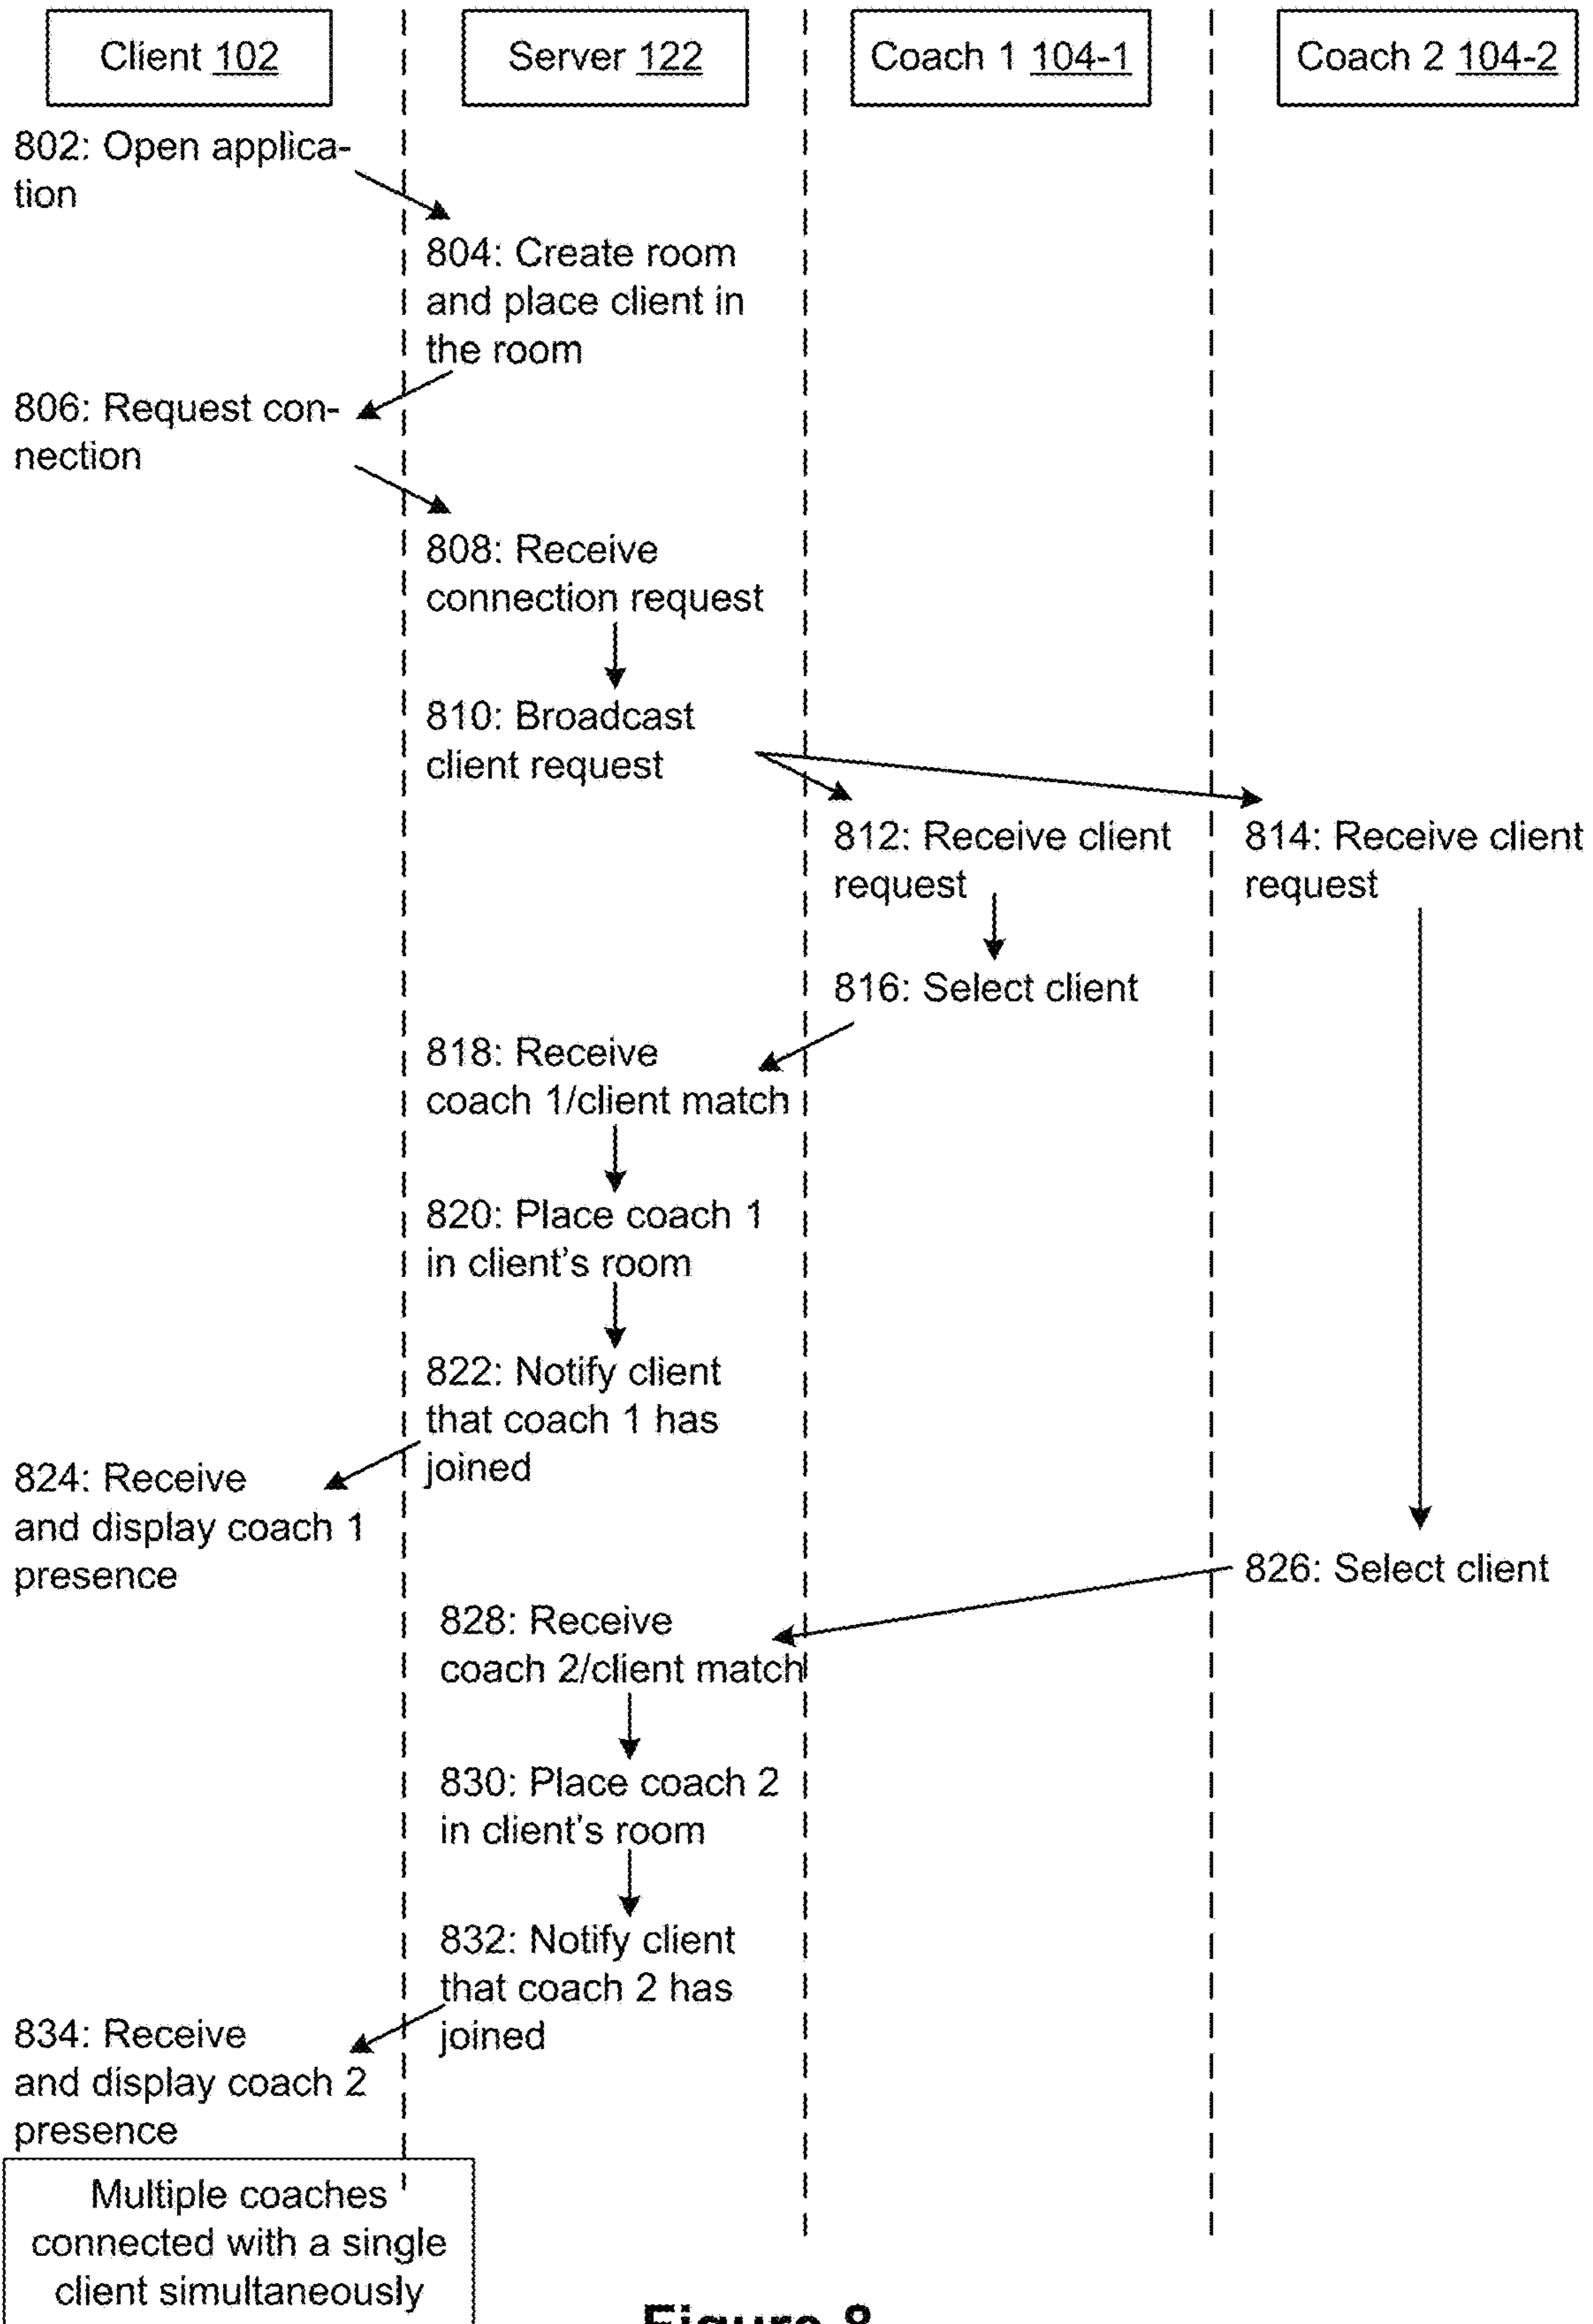 Client 102
Server 122
Coach 1 104-1
Coach 2 104-2
802: Open applica-
tion
804: Create room
and place client in
the room
806: Request con-
nection
808: Receive
connection request
810: Broadcast
client request
812: Receive client
request
814: Receive client
request
816: Select client
818: Receive
coach 1/client match
820: Place coach 1
in client's room
822: Notify client
that coach 1 has
joined
824: Receive
and display coach 1
presence
826: Select client
828: Receive
coach 2/client match
830: Place coach 2
in client's room
832: Notify client
that coach 2 has
joined
834: Receive
and display coach 2
presence
Multiple coaches
connected with a single
client simultaneously
Figure 8